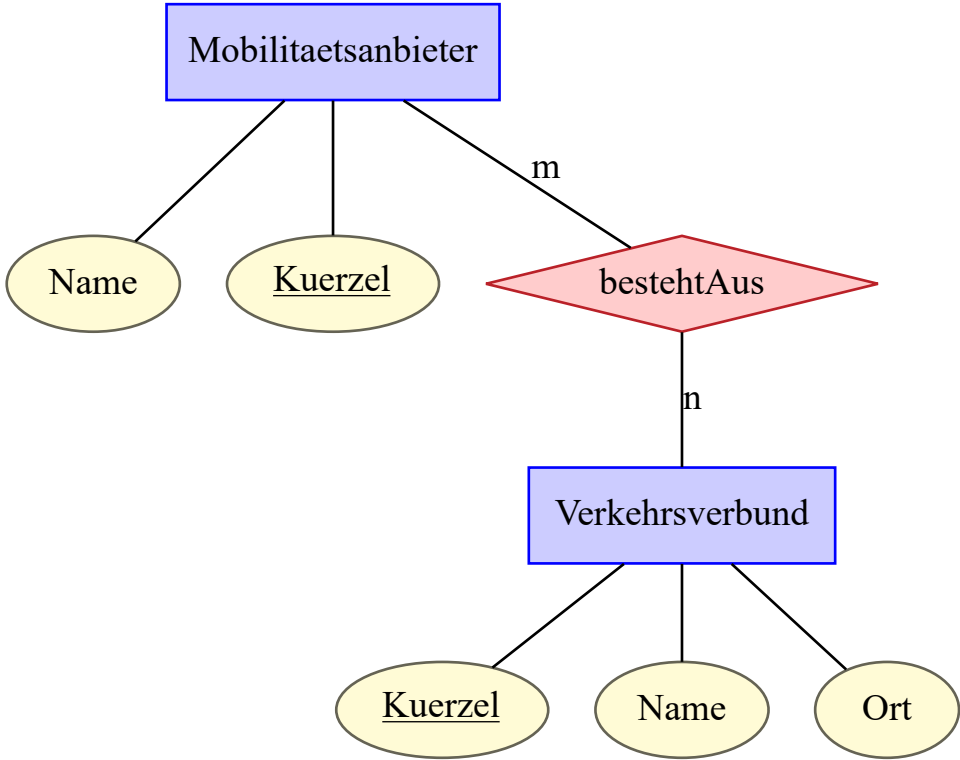 Mobilitaetsanbieter
m
Name
Kuerzel
bestehtAus
n
Verkehrsverbund
Kuerzel
Name
Ort